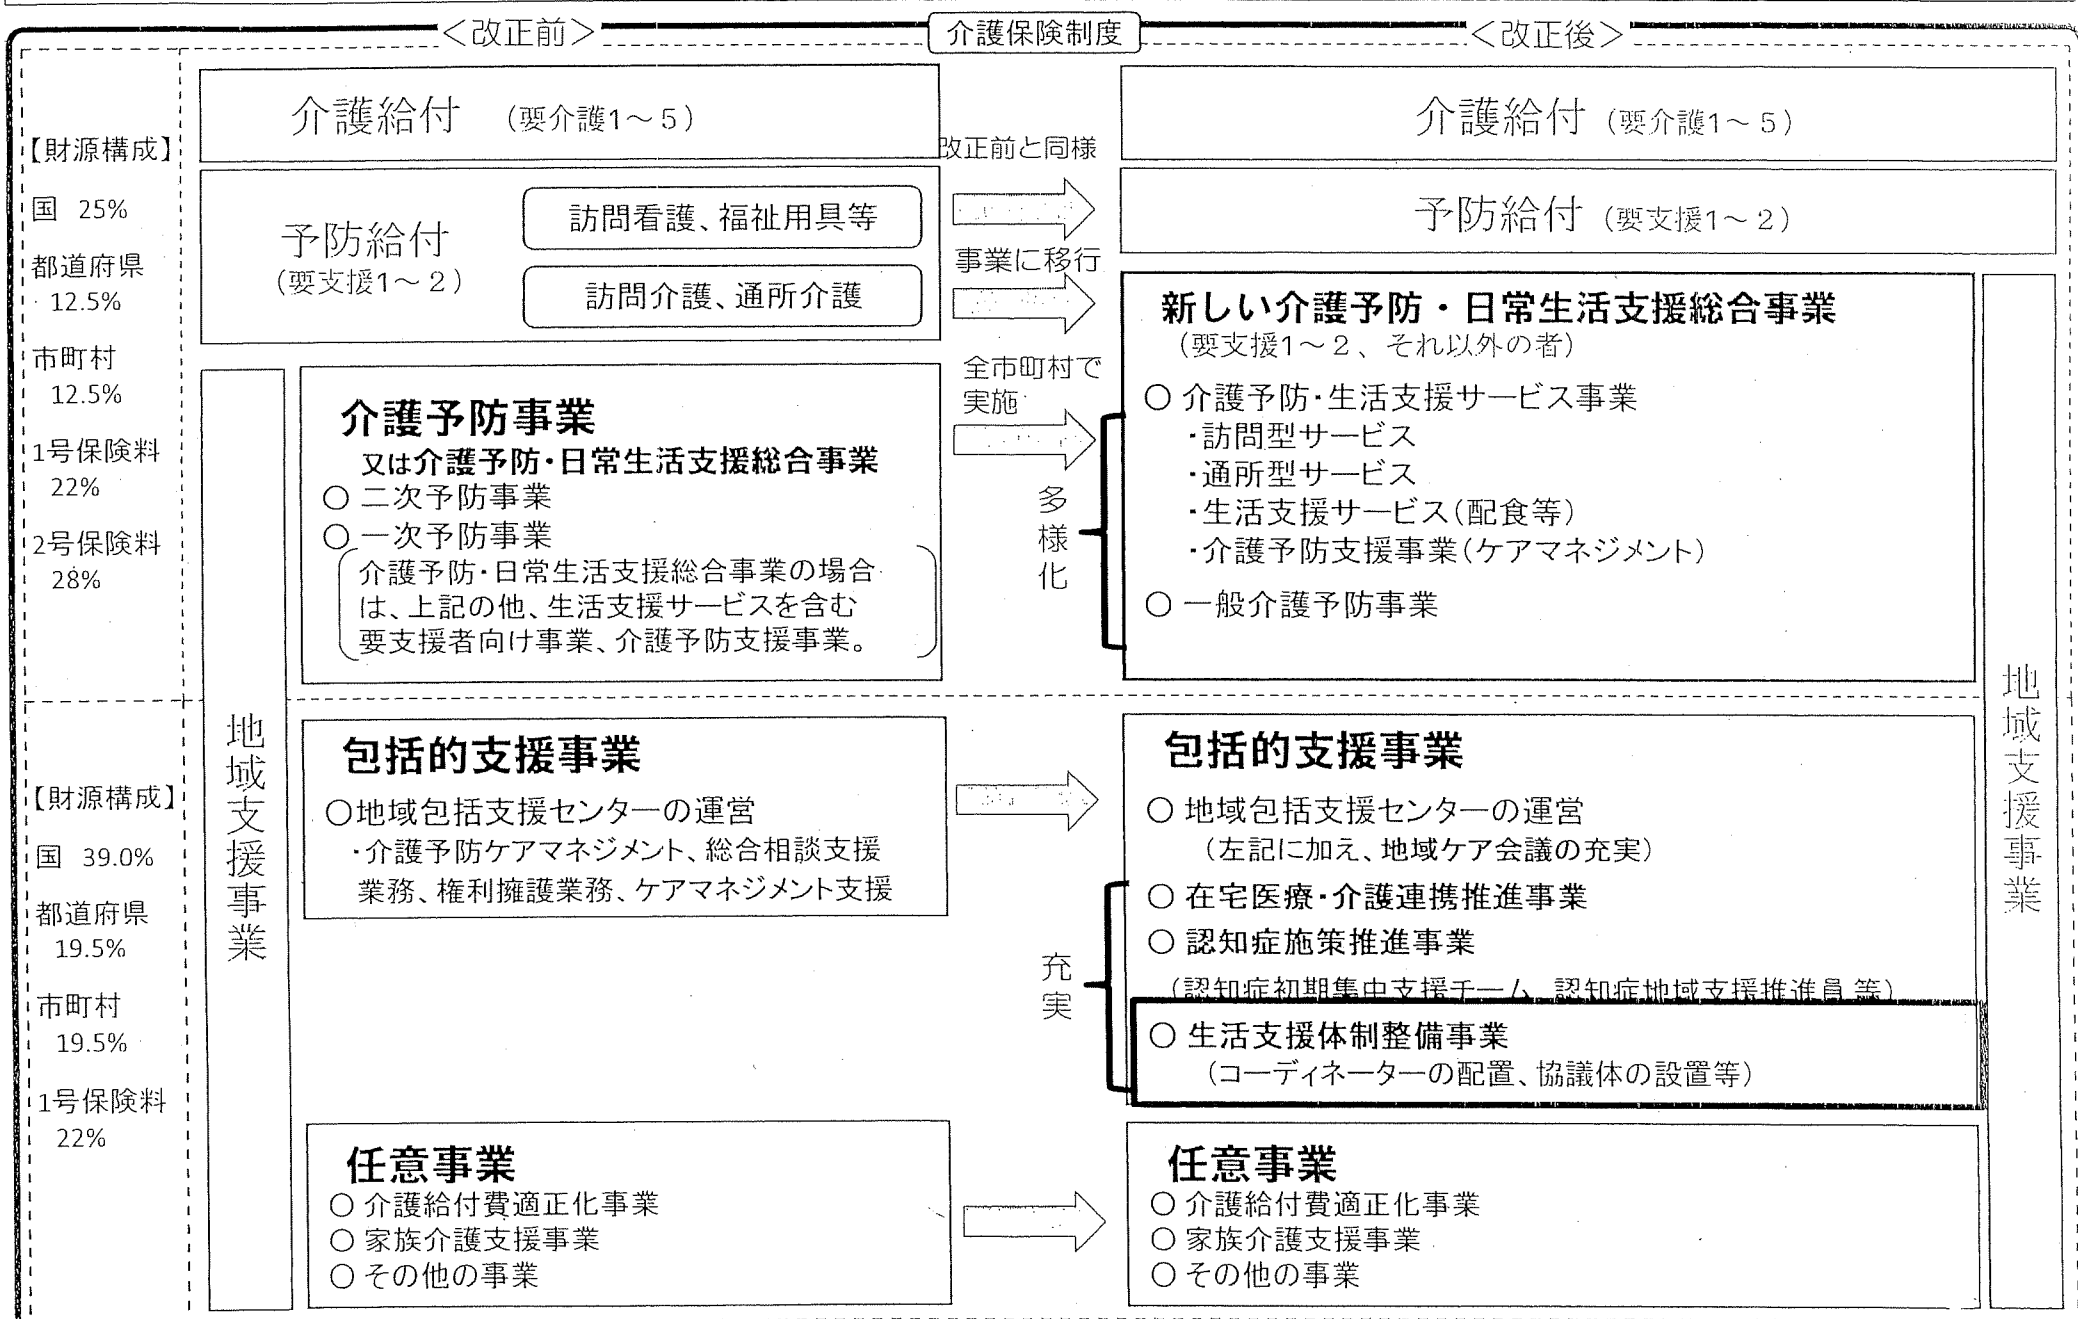 介護保険制度
＜改正前＞
＜改正後＞
【財源構成】
国 25%
都道府県
12.5%
市町村
12.5%
1号保険料
22%
2号保険料
28%
【財源構成】
国 39.0%
都道府県
19.5%
市町村
19.5%
1号保険料
22%
介護給付 （要介護1～5）
予防給付
（要支援1～2）
訪問看護、福祉用具等
訪問介護、通所介護
地域支援事業
介護予防事業
又は介護予防・日常生活支援総合事業
○ 二次予防事業
○ 一次予防事業
介護予防・日常生活支援総合事業の場合
は、上記の他、生活支援サービスを含む
要支援者向け事業、介護予防支援事業。
包括的支援事業
○地域包括支援センターの運営
・介護予防ケアマネジメント、総合相談支援
業務、権利擁護業務、ケアマネジメント支援
任意事業
○ 介護給付費適正化事業
○ 家族介護支援事業
○ その他の事業
改正前と同様
事業に移行
全市町村で
実施
多様化
充実
介護給付 （要介護1～5）
予防給付 （要支援1～2）
新しい介護予防・日常生活支援総合事業
（要支援1～2、それ以外の者）
○ 介護予防・生活支援サービス事業
・訪問型サービス
・通所型サービス
・生活支援サービス（配食等）
・介護予防支援事業（ケアマネジメント）
○ 一般介護予防事業
包括的支援事業
○ 地域包括支援センターの運営
（左記に加え、地域ケア会議の充実）
○ 在宅医療・介護連携推進事業
○ 認知症施策推進事業
（認知症初期集中支援チーム、認知症地域支援推進員 等）
○ 生活支援体制整備事業
（コーディネーターの配置、協議体の設置等）
任意事業
○ 介護給付費適正化事業
○ 家族介護支援事業
○ その他の事業
地域支援事業